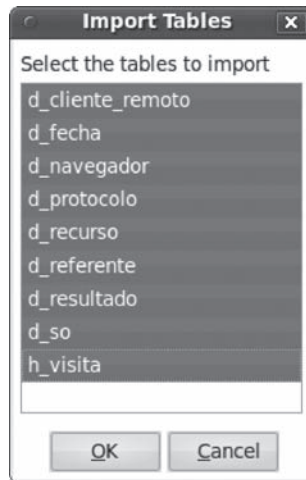 Import Tables
Select the tables to import
d_cliente_remoto
d_fecha
d_navegador
d_protocolo
d_recurso
d_referente
d_resultado
d_so
h_visita
OK Cancel